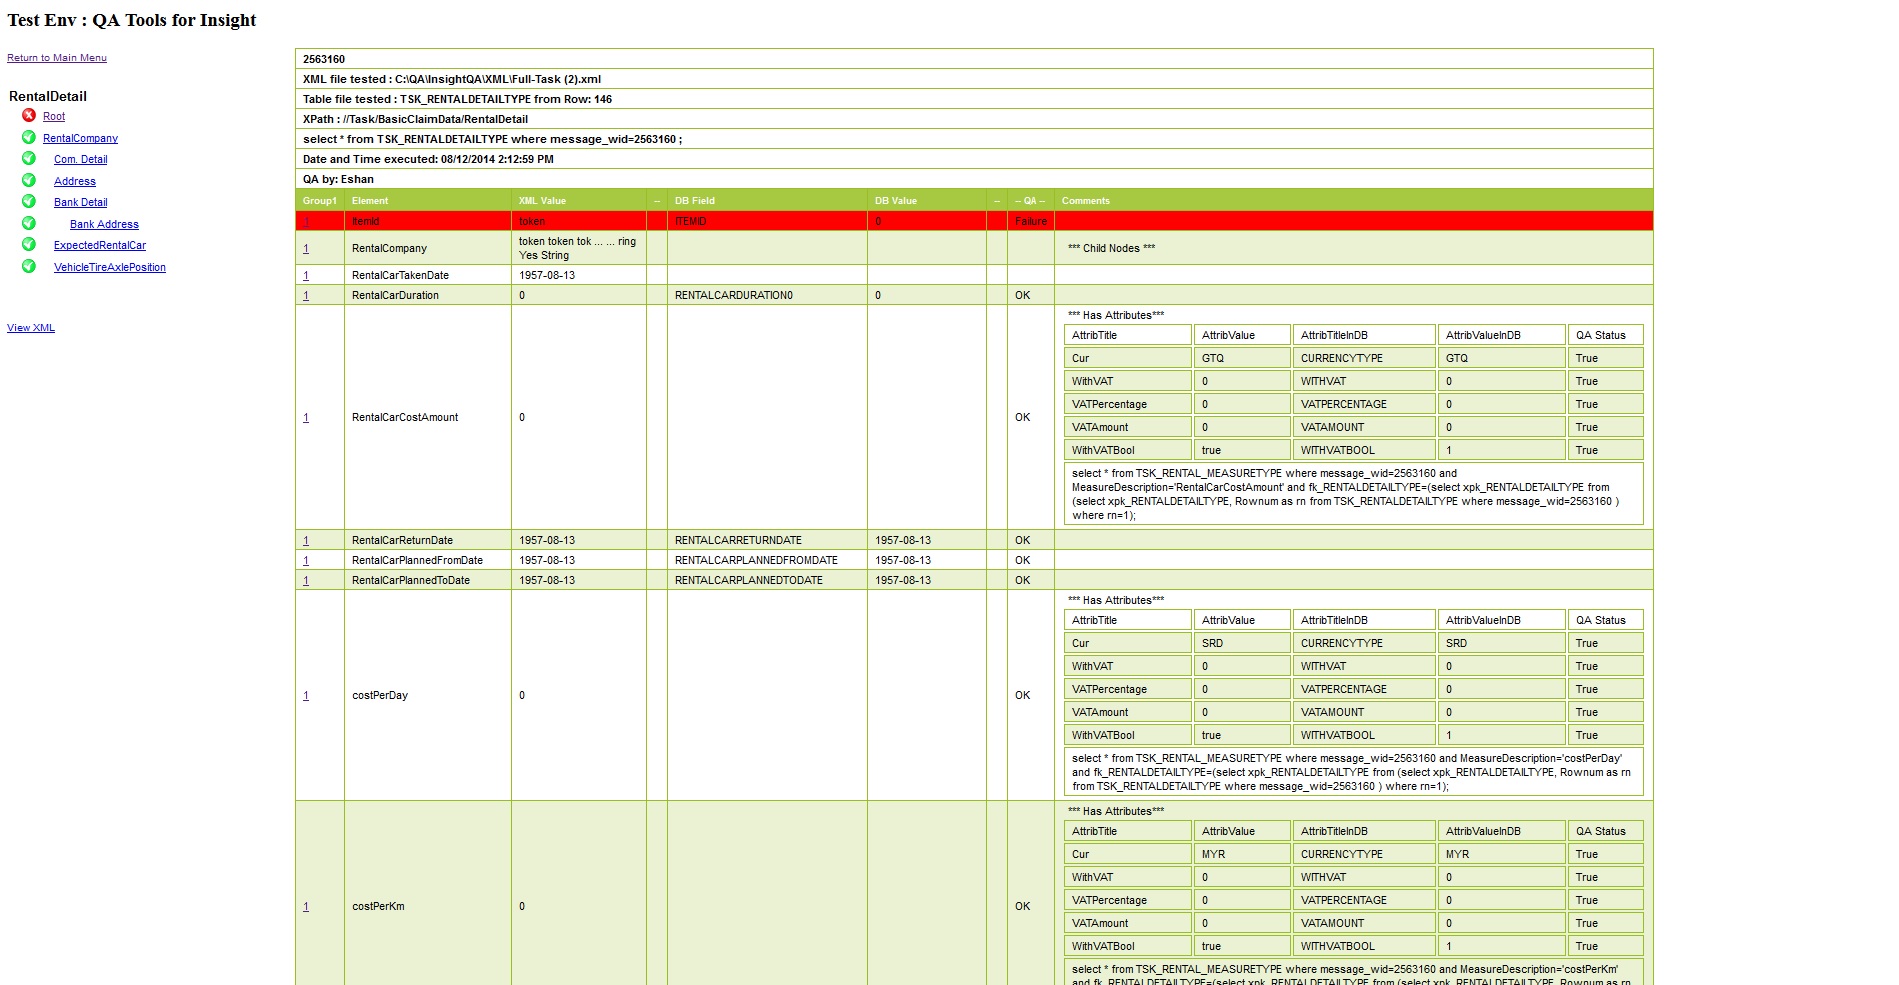 Test Env : QA Tools for Insight
Return to Main Menu
RentalDetail
Root
RentalCompany
Com. Detail
Address
Bank Detail
Bank Address
ExpectedRentalCar
VehicleTireAxlePosition
View XML
2563160
XML file tested : C:\QA\InsightQA\XML\Full-Task (2).xml
Table file tested : TSK_RENTALDETAILTYPE from Row: 146
XPath : //Task/BasicClaimData/RentalDetail
select * from TSK_RENTALDETAILTYPE where message_wid=2563160 ;
Date and Time executed: 08/12/2014 2:12:59 PM
QA by: Eshan
Group1 Element XML Value -- DB Field DB Value -- -- QA -- Comments
1 ItemId token ITEMID 0 Failure
1 RentalCompany token token tok ... ... ring Yes String *** Child Nodes ***
1 RentalCarTakenDate 1957-08-13
1 RentalCarDuration 0 RENTALCARDURATION0 0 OK
1 RentalCarCostAmount 0 OK
*** Has Attributes***
AttribTitle AttribValue AttribTitleInDB AttribValueInDB QA Status
Cur GTQ CURRENCYTYPE GTQ True
WithVAT 0 WITHVAT 0 True
VATPercentage 0 VATPERCENTAGE 0 True
VATAmount 0 VATAMOUNT 0 True
WithVATBool true WITHVATBOOL 1 True
select * from TSK_RENTAL_MEASURETYPE where message_wid=2563160 and
MeasureDescription='RentalCarCostAmount' and fk_RENTALDETAILTYPE=(select xpk_RENTALDETAILTYPE from
(select xpk_RENTALDETAILTYPE, Rownum as rn from TSK_RENTALDETAILTYPE where message_wid=2563160 )
where rn=1);
1 RentalCarReturnDate 1957-08-13 RENTALCARRETURNDATE 1957-08-13 OK
1 RentalCarPlannedFromDate 1957-08-13 RENTALCARPLANNEDFROMDATE 1957-08-13 OK
1 RentalCarPlannedToDate 1957-08-13 RENTALCARPLANNEDTODATE 1957-08-13 OK
1 costPerDay 0 OK
*** Has Attributes***
AttribTitle AttribValue AttribTitleInDB AttribValueInDB QA Status
Cur SRD CURRENCYTYPE SRD True
WithVAT 0 WITHVAT 0 True
VATPercentage 0 VATPERCENTAGE 0 True
VATAmount 0 VATAMOUNT 0 True
WithVATBool true WITHVATBOOL 1 True
select * from TSK_RENTAL_MEASURETYPE where message_wid=2563160 and MeasureDescription='costPerDay'
and fk_RENTALDETAILTYPE=(select xpk_RENTALDETAILTYPE from (select xpk_RENTALDETAILTYPE, Rownum as rn
from TSK_RENTALDETAILTYPE where message_wid=2563160 ) where rn=1);
1 costPerKm 0 OK
*** Has Attributes***
AttribTitle AttribValue AttribTitleInDB AttribValueInDB QA Status
Cur MYR CURRENCYTYPE MYR True
WithVAT 0 WITHVAT 0 True
VATPercentage 0 VATPERCENTAGE 0 True
VATAmount 0 VATAMOUNT 0 True
WithVATBool true WITHVATBOOL 1 True
select * from TSK_RENTAL_MEASURETYPE where message_wid=2563160 and MeasureDescription='costPerKm'
and fk_RENTALDETAILTYPE=(select xpk_RENTALDETAILTYPE from (select xpk_RENTALDETAILTYPE, Rownum as rn